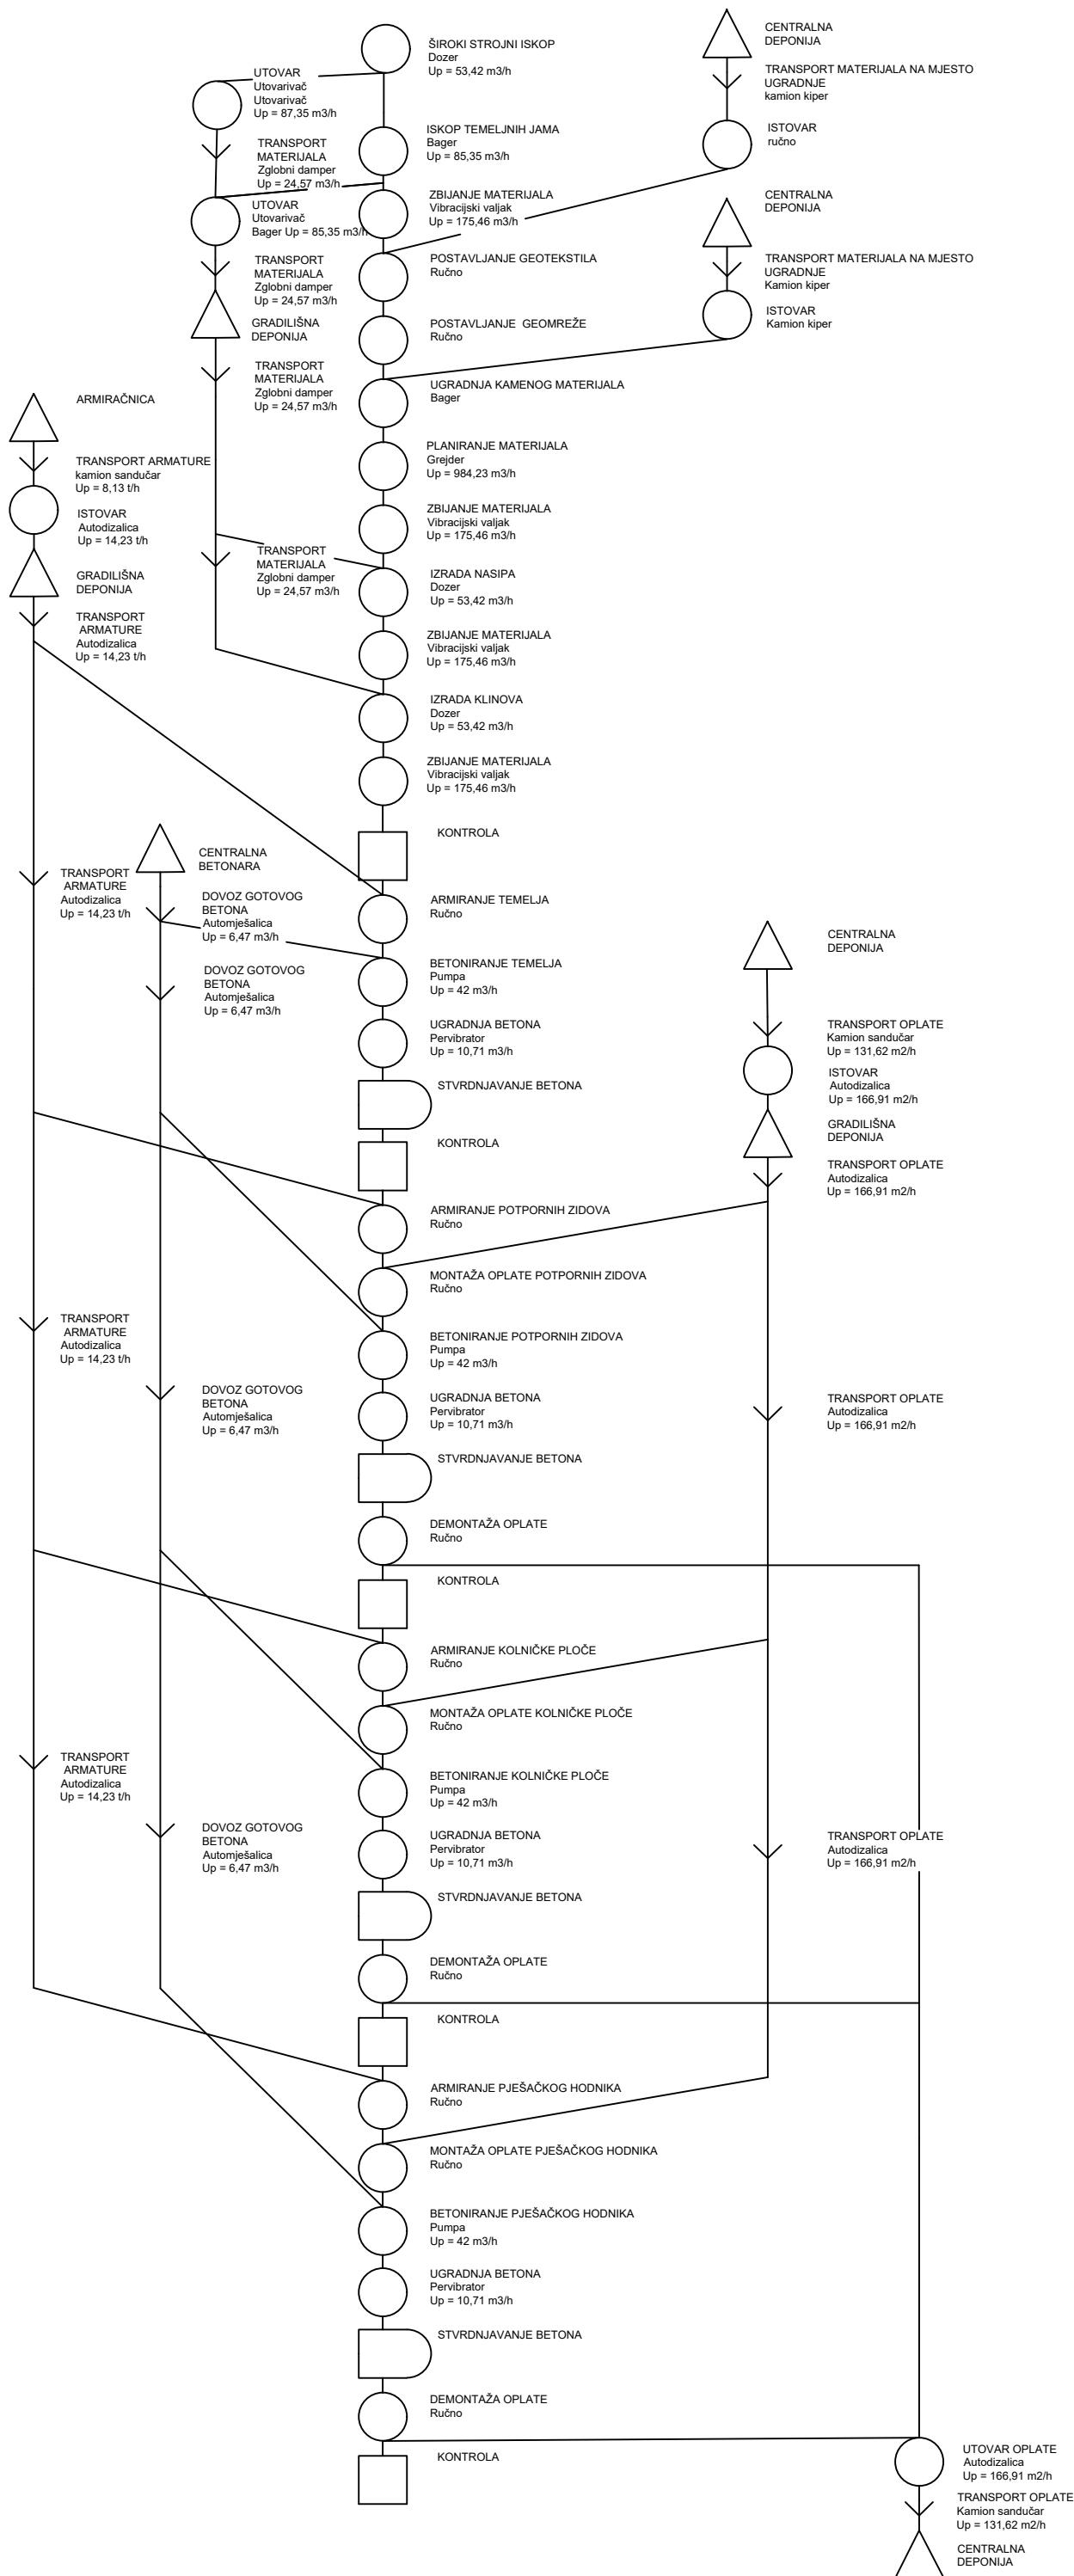 ŠIROKI STROJNI ISKOP
Dozer
Up = 53,42 m3/h
CENTRALNA
DEPONIJA
UTOVAR
Utovarivač
Utovarivač
Up = 87,35 m3/h
TRANSPORT MATERIJALA NA MJESTO
UGRADNJE
kamion kiper
ISKOP TEMELJNIH JAMA
Bager
Up = 85,35 m3/h
ISTOVAR
ručno
TRANSPORT
MATERIJALA
Zglobni damper
Up = 24,57 m3/h
ZBIJANJE MATERIJALA
Vibracijski valjak
Up = 175,46 m3/h
CENTRALNA
DEPONIJA
UTOVAR
Utovarivač
Bager Up = 85,35 m3/h
TRANSPORT
MATERIJALA
Zglobni damper
Up = 24,57 m3/h
POSTAVLJANJE GEOTEKSTILA
Ručno
TRANSPORT MATERIJALA NA MJESTO
UGRADNJE
Kamion kiper
GRADILIŠNA
DEPONIJA
POSTAVLJANJE  GEOMREŽE
Ručno
ISTOVAR
Kamion kiper
TRANSPORT
MATERIJALA
Zglobni damper
Up = 24,57 m3/h
UGRADNJA KAMENOG MATERIJALA
Bager
ARMIRAČNICA
PLANIRANJE MATERIJALA
Grejder
Up = 984,23 m3/h
TRANSPORT ARMATURE
kamion sandučar
Up = 8,13 t/h
ISTOVAR
Autodizalica
Up = 14,23 t/h
ZBIJANJE MATERIJALA
Vibracijski valjak
Up = 175,46 m3/h
TRANSPORT
MATERIJALA
Zglobni damper
Up = 24,57 m3/h
GRADILIŠNA
DEPONIJA
IZRADA NASIPA
Dozer
Up = 53,42 m3/h
TRANSPORT
ARMATURE
Autodizalica
Up = 14,23 t/h
ZBIJANJE MATERIJALA
Vibracijski valjak
Up = 175,46 m3/h
IZRADA KLINOVA
Dozer
Up = 53,42 m3/h
ZBIJANJE MATERIJALA
Vibracijski valjak
Up = 175,46 m3/h
KONTROLA
CENTRALNA
BETONARA
TRANSPORT
ARMATURE
Autodizalica
Up = 14,23 t/h
DOVOZ GOTOVOG
BETONA
Automješalica
Up = 6,47 m3/h
ARMIRANJE TEMELJA
Ručno
CENTRALNA
DEPONIJA
DOVOZ GOTOVOG
BETONA
Automješalica
Up = 6,47 m3/h
BETONIRANJE TEMELJA
Pumpa
Up = 42 m3/h
UGRADNJA BETONA
Pervibrator
Up = 10,71 m3/h
TRANSPORT OPLATE
Kamion sandučar
Up = 131,62 m2/h
ISTOVAR
Autodizalica
Up = 166,91 m2/h
STVRDNJAVANJE BETONA
GRADILIŠNA
DEPONIJA
KONTROLA
TRANSPORT OPLATE
Autodizalica
Up = 166,91 m2/h
ARMIRANJE POTPORNIH ZIDOVA
Ručno
MONTAŽA OPLATE POTPORNIH ZIDOVA
Ručno
TRANSPORT
ARMATURE
Autodizalica
Up = 14,23 t/h
BETONIRANJE POTPORNIH ZIDOVA
Pumpa
Up = 42 m3/h
DOVOZ GOTOVOG
BETONA
Automješalica
Up = 6,47 m3/h
UGRADNJA BETONA
Pervibrator
Up = 10,71 m3/h
TRANSPORT OPLATE
Autodizalica
Up = 166,91 m2/h
STVRDNJAVANJE BETONA
DEMONTAŽA OPLATE
Ručno
KONTROLA
ARMIRANJE KOLNIČKE PLOČE
Ručno
MONTAŽA OPLATE KOLNIČKE PLOČE
Ručno
TRANSPORT
ARMATURE
Autodizalica
Up = 14,23 t/h
BETONIRANJE KOLNIČKE PLOČE
Pumpa
Up = 42 m3/h
DOVOZ GOTOVOG
BETONA
Automješalica
Up = 6,47 m3/h
UGRADNJA BETONA
Pervibrator
Up = 10,71 m3/h
TRANSPORT OPLATE
Autodizalica
Up = 166,91 m2/h
STVRDNJAVANJE BETONA
DEMONTAŽA OPLATE
Ručno
KONTROLA
ARMIRANJE PJEŠAČKOG HODNIKA
Ručno
MONTAŽA OPLATE PJEŠAČKOG HODNIKA
Ručno
BETONIRANJE PJEŠAČKOG HODNIKA
Pumpa
Up = 42 m3/h
UGRADNJA BETONA
Pervibrator
Up = 10,71 m3/h
STVRDNJAVANJE BETONA
DEMONTAŽA OPLATE
Ručno
KONTROLA
UTOVAR OPLATE
Autodizalica
Up = 166,91 m2/h
TRANSPORT OPLATE
Kamion sandučar
Up = 131,62 m2/h
CENTRALNA
DEPONIJA